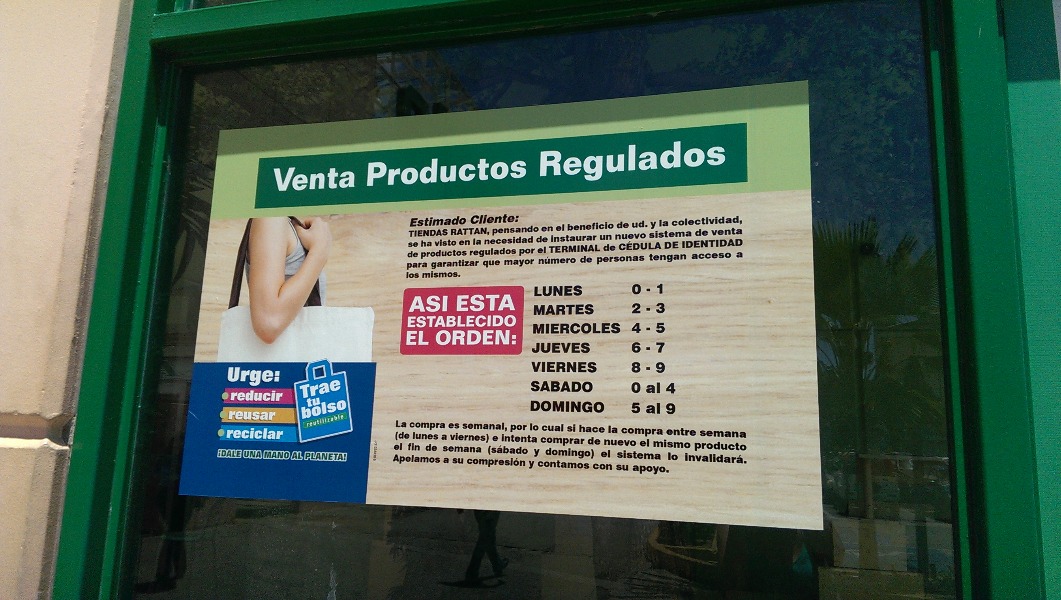 Venta Productos Regulados
Estimado Cliente:
TIENDAS RATTAN, pensando en el beneficio de ud. y la colectividad,
se ha visto en la necesidad de instaurar un nuevo sistema de venta
de productos regulados por el TERMINAL de CÉDULA DE IDENTIDAD
para garantizar que mayor número de personas tengan acceso a
los mismos.
ASI ESTA
ESTABLECIDO
EL ORDEN:
LUNES 0 - 1
MARTES 2 - 3
MIERCOLES 4 - 5
JUEVES 6 - 7
VIERNES 8 - 9
SABADO 0 al 4
DOMINGO 5 al 9
La compra es semanal, por lo cual si hace la compra entre semana
(de lunes a viernes) e intenta comprar de nuevo el mismo producto
el fin de semana (sábado y domingo) el sistema lo invalidará.
Apelamos a su compresión y contamos con su apoyo.
Urge:
reducir
reusar
reciclar
Trae
tu
bolso
reutilizable
¡DALE UNA MANO AL PLANETA!